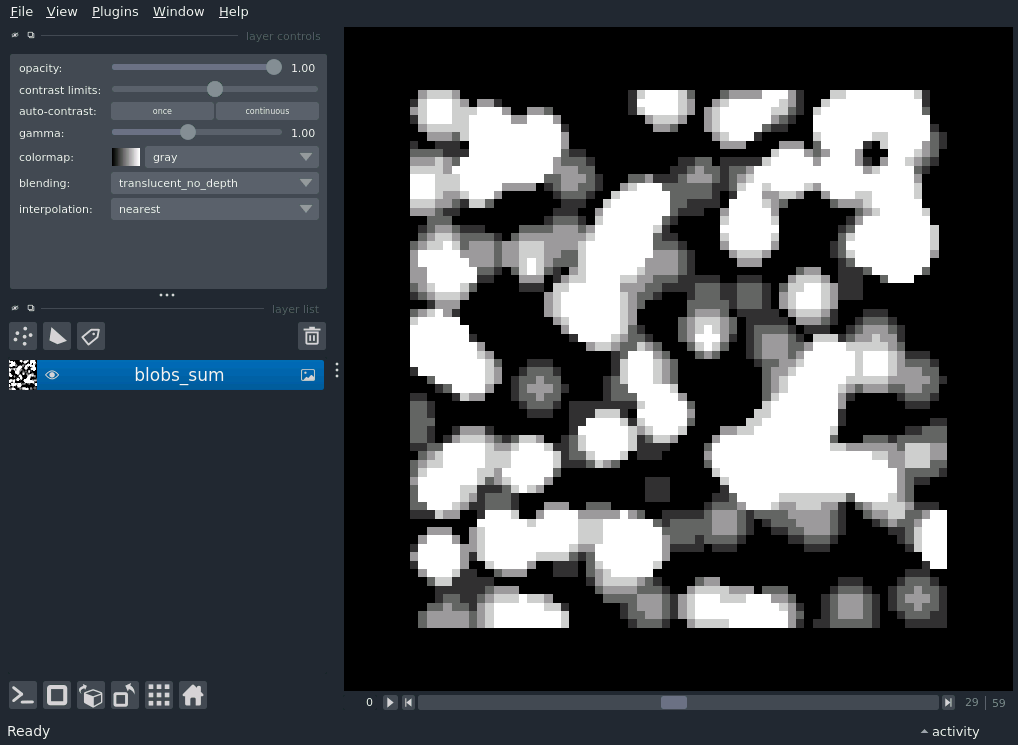 File View Plugins Window Help
layer controls
opacity: 1.00
contrast limits:
auto-contrast: once continuous
gamma: 1.00
colormap: gray
blending: translucent_no_depth
interpolation: nearest
layer list
blobs_sum
0 29 59
Ready activity